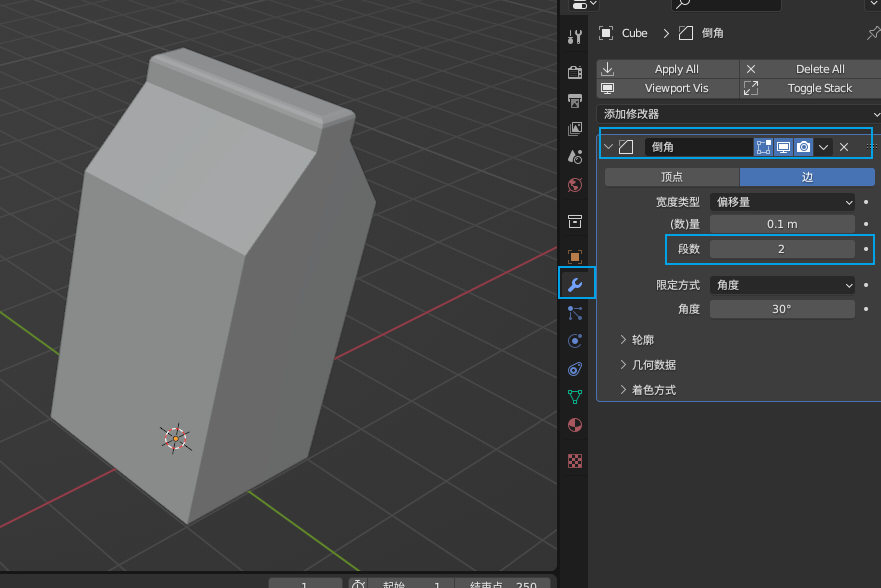 Cube > 倒角
Apply All
Delete All
Viewport Vis
Toggle Stack
添加修改器
倒角
顶点
边
宽度类型 偏移量
(数)量 0.1 m
段数 2
限定方式 角度
角度 30°
轮廓
几何数据
着色方式
1 起始 1 结束点 250